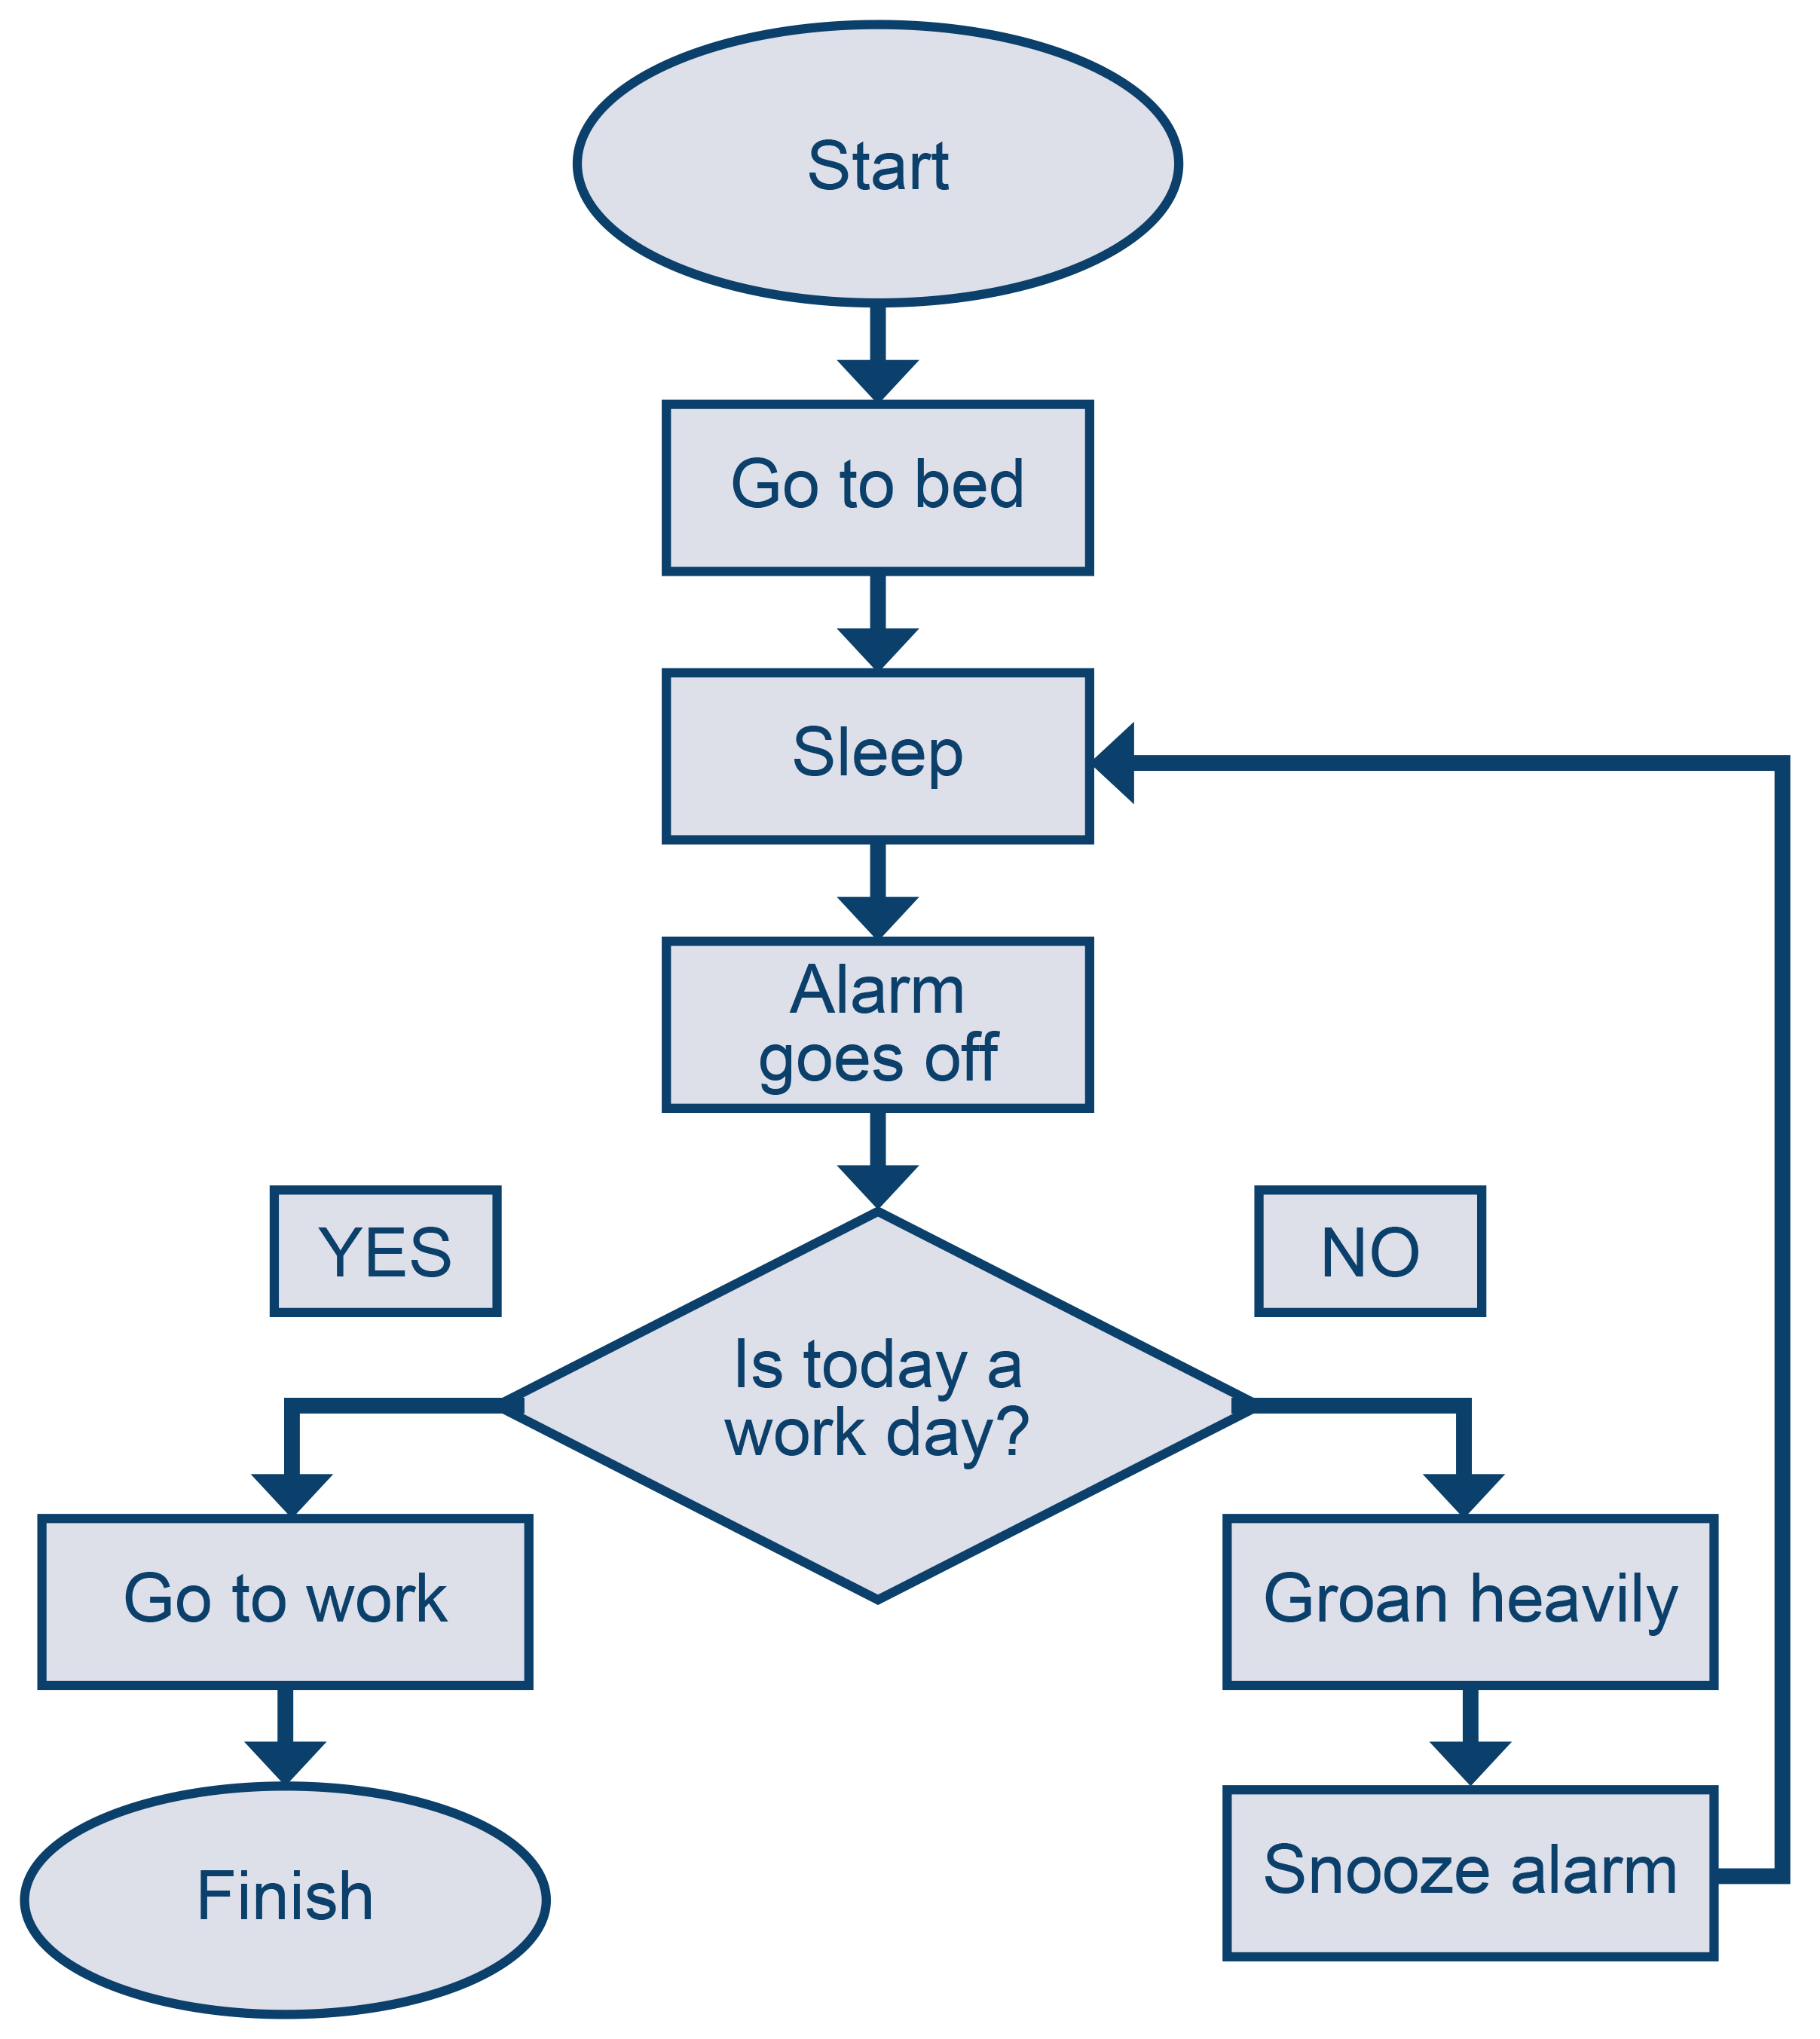 Start
Go to bed
Sleep
Alarm
goes off
YES
NO
Is today a
work day?
Go to work
Groan heavily
Finish
Snooze alarm